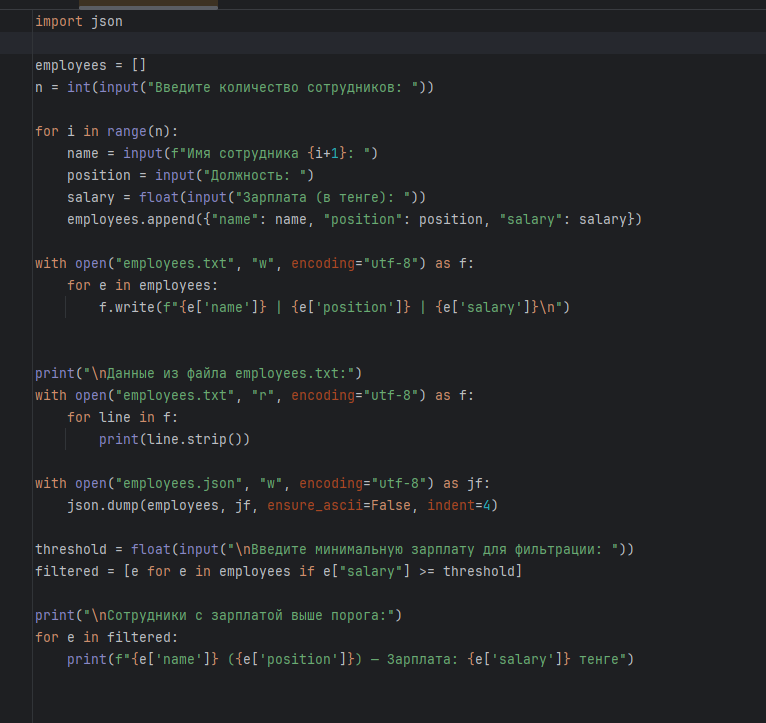 import json
employees = []
n = int(input("Введите количество сотрудников: "))
for i in range(n):
    name = input(f"Имя сотрудника {i+1}: ")
    position = input("Должность: ")
    salary = float(input("Зарплата (в тенге): "))
    employees.append({"name": name, "position": position, "salary": salary})
with open("employees.txt", "w", encoding="utf-8") as f:
    for e in employees:
        f.write(f"{e['name']} | {e['position']} | {e['salary']}\n")
print("\nДанные из файла employees.txt:")
with open("employees.txt", "r", encoding="utf-8") as f:
    for line in f:
        print(line.strip())
with open("employees.json", "w", encoding="utf-8") as jf:
    json.dump(employees, jf, ensure_ascii=False, indent=4)
threshold = float(input("\nВведите минимальную зарплату для фильтрации: "))
filtered = [e for e in employees if e["salary"] >= threshold]
print("\nСотрудники с зарплатой выше порога:")
for e in filtered:
    print(f"{e['name']} ({e['position']}) — Зарплата: {e['salary']} тенге")